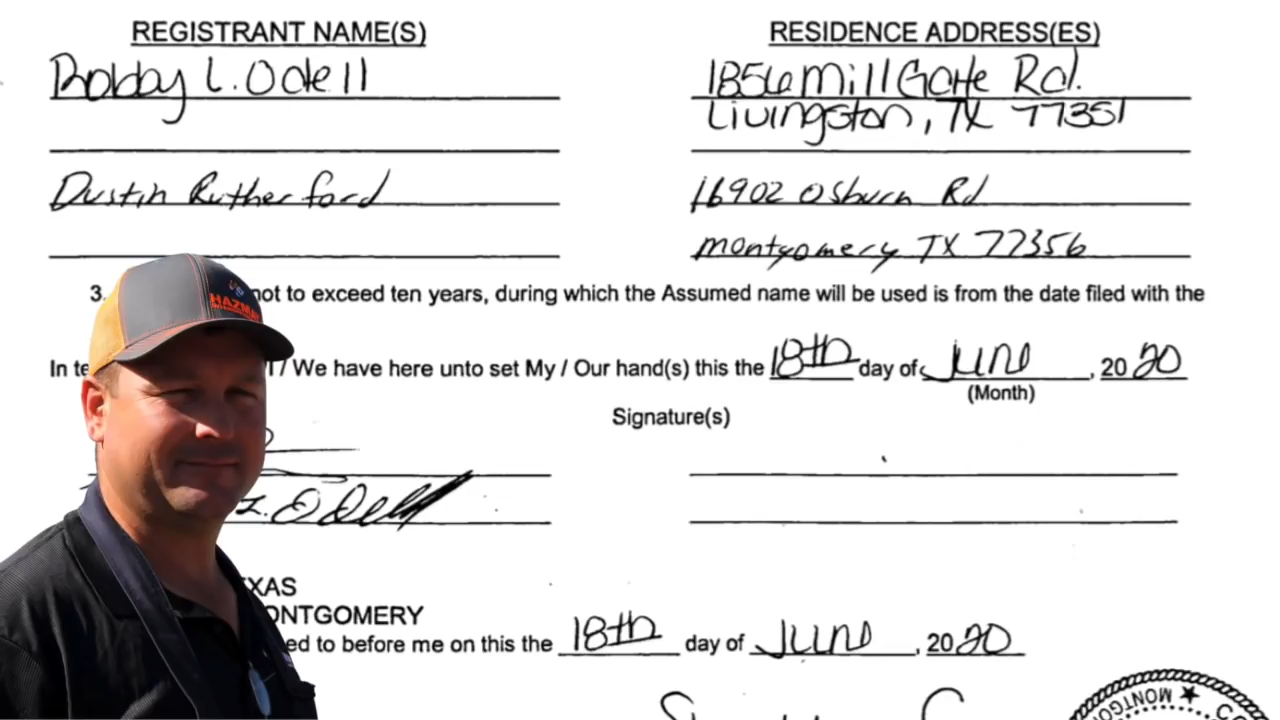 REGISTRANT NAME(S) RESIDENCE ADDRESS(ES)
Bobby L. Odell 1856 Mill Gate Rd.
Livingston, TX 77351
Dustin Rutherford 16902 Osburn Rd
Montgomery TX 77356
3. not to exceed ten years, during which the Assumed name will be used is from the date filed with the
In te I / We have here unto set My / Our hand(s) this the 18th day of June, 2020
(Month)
Signature(s)
L. Odell
EXAS
ONTGOMERY
ed to before me on this the 18th day of June, 2020